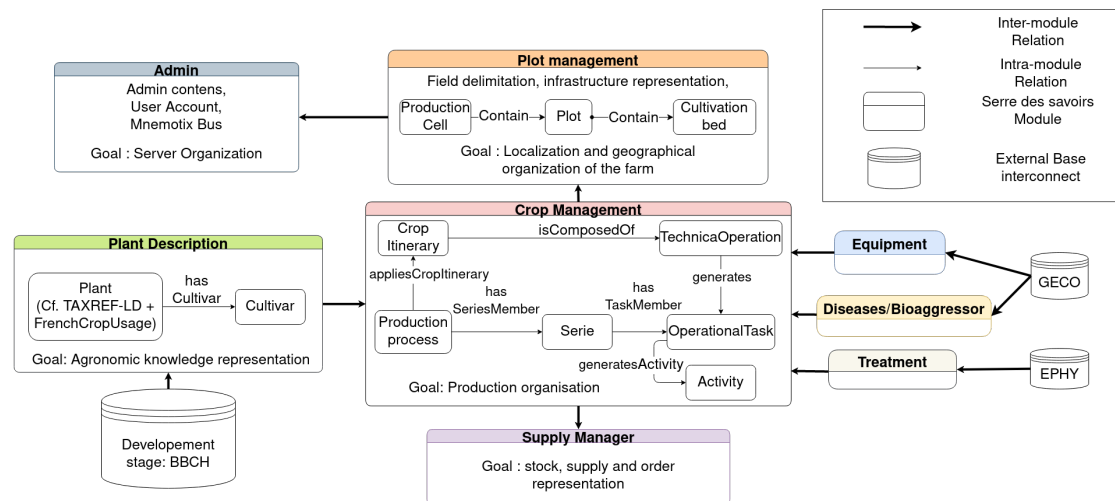 Admin
Admin contens,
User Account,
Mnemotix Bus
Goal : Server Organization
Plot management
Field delimitation, infrastructure representation,
Production
Cell
Contain
Plot
Contain
Cultivation
bed
Goal : Localization and geographical
organization of the farm
Inter-module
Relation
Intra-module
Relation
Serre des savoirs
Module
External Base
interconnect
Plant Description
Plant
(Cf. TAXREF-LD +
FrenchCropUsage)
has
Cultivar
Cultivar
Goal: Agronomic knowledge representation
Developement
stage: BBCH
Crop Management
Crop
Itinerary
isComposedOf
TechnicaOperation
appliesCropItinerary
generates
Production
process
has
SeriesMember
Serie
has
TaskMember
OperationalTask
generatesActivity
Activity
Goal: Production organisation
Equipment
Diseases/Bioaggressor
Treatment
GECO
EPHY
Supply Manager
Goal : stock, supply and order
representation